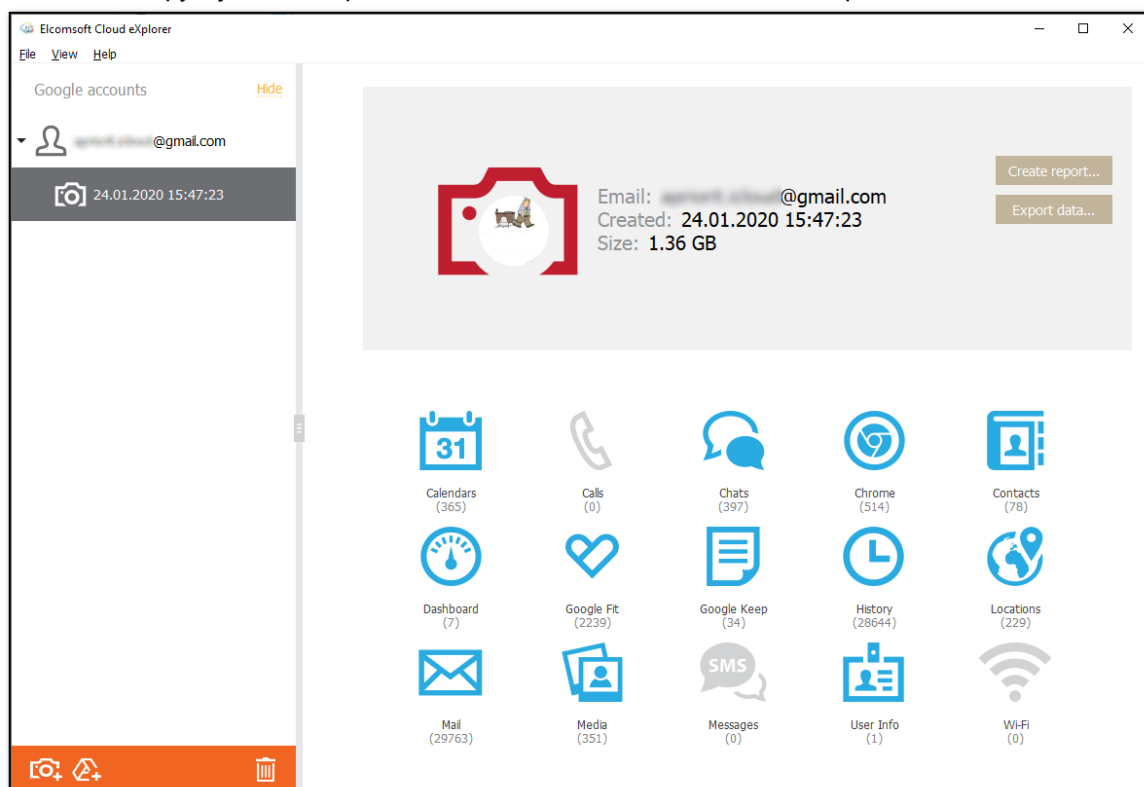 Elcomsoft Cloud eXplorer
File View Help
Google accounts Hide
@gmail.com
24.01.2020 15:47:23
Create report...
Export data...
Email: @gmail.com
Created: 24.01.2020 15:47:23
Size: 1.36 GB
31
Calendars
(365)
Calls
(0)
Chats
(397)
Chrome
(514)
Contacts
(78)
Dashboard
(7)
Google Fit
(2239)
Google Keep
(34)
History
(28644)
Locations
(229)
Mail
(29763)
Media
(351)
SMS
Messages
(0)
User Info
(1)
Wi-Fi
(0)